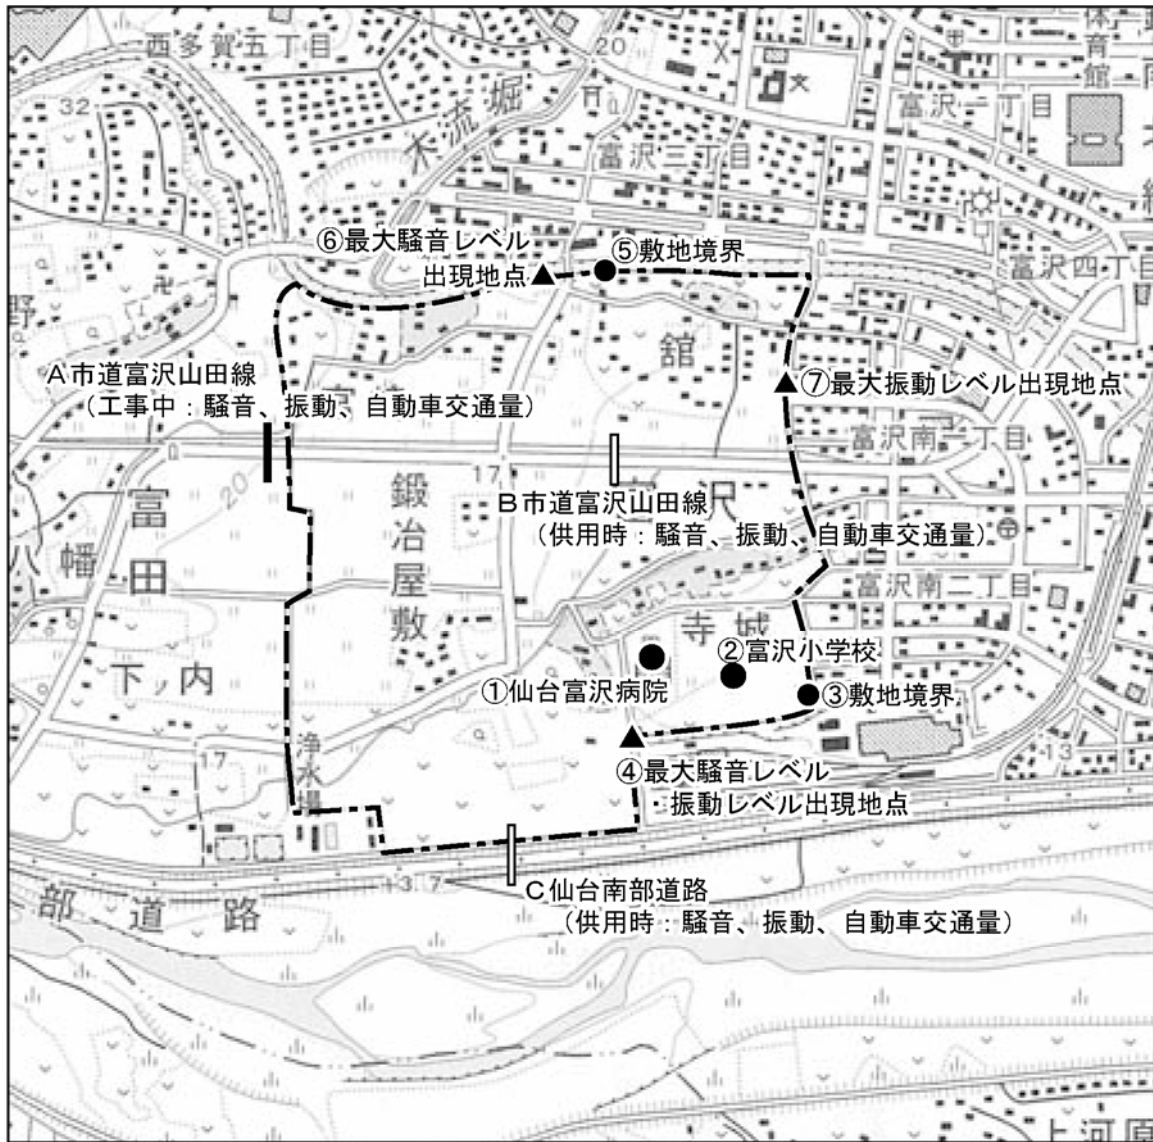 西多賀五丁目
20
体育館
32
木流堀
富沢一丁目
富沢三丁目
⑥最大騒音レベル
出現地点
⑤敷地境界
富沢四丁目
野
舘
A市道富沢山田線
(工事中:騒音、振動、自動車交通量)
⑦最大振動レベル出現地点
富沢南一丁目
20
17
富田
鍛冶屋敷
沢
B市道富沢山田線
(供用時:騒音、振動、自動車交通量)
八幡
富沢南二丁目
寺城
②富沢小学校
下ノ内
①仙台富沢病院
③敷地境界
浄水場
17
13
④最大騒音レベル
・振動レベル出現地点
13.7
C仙台南部道路
(供用時:騒音、振動、自動車交通量)
部道路
上河原